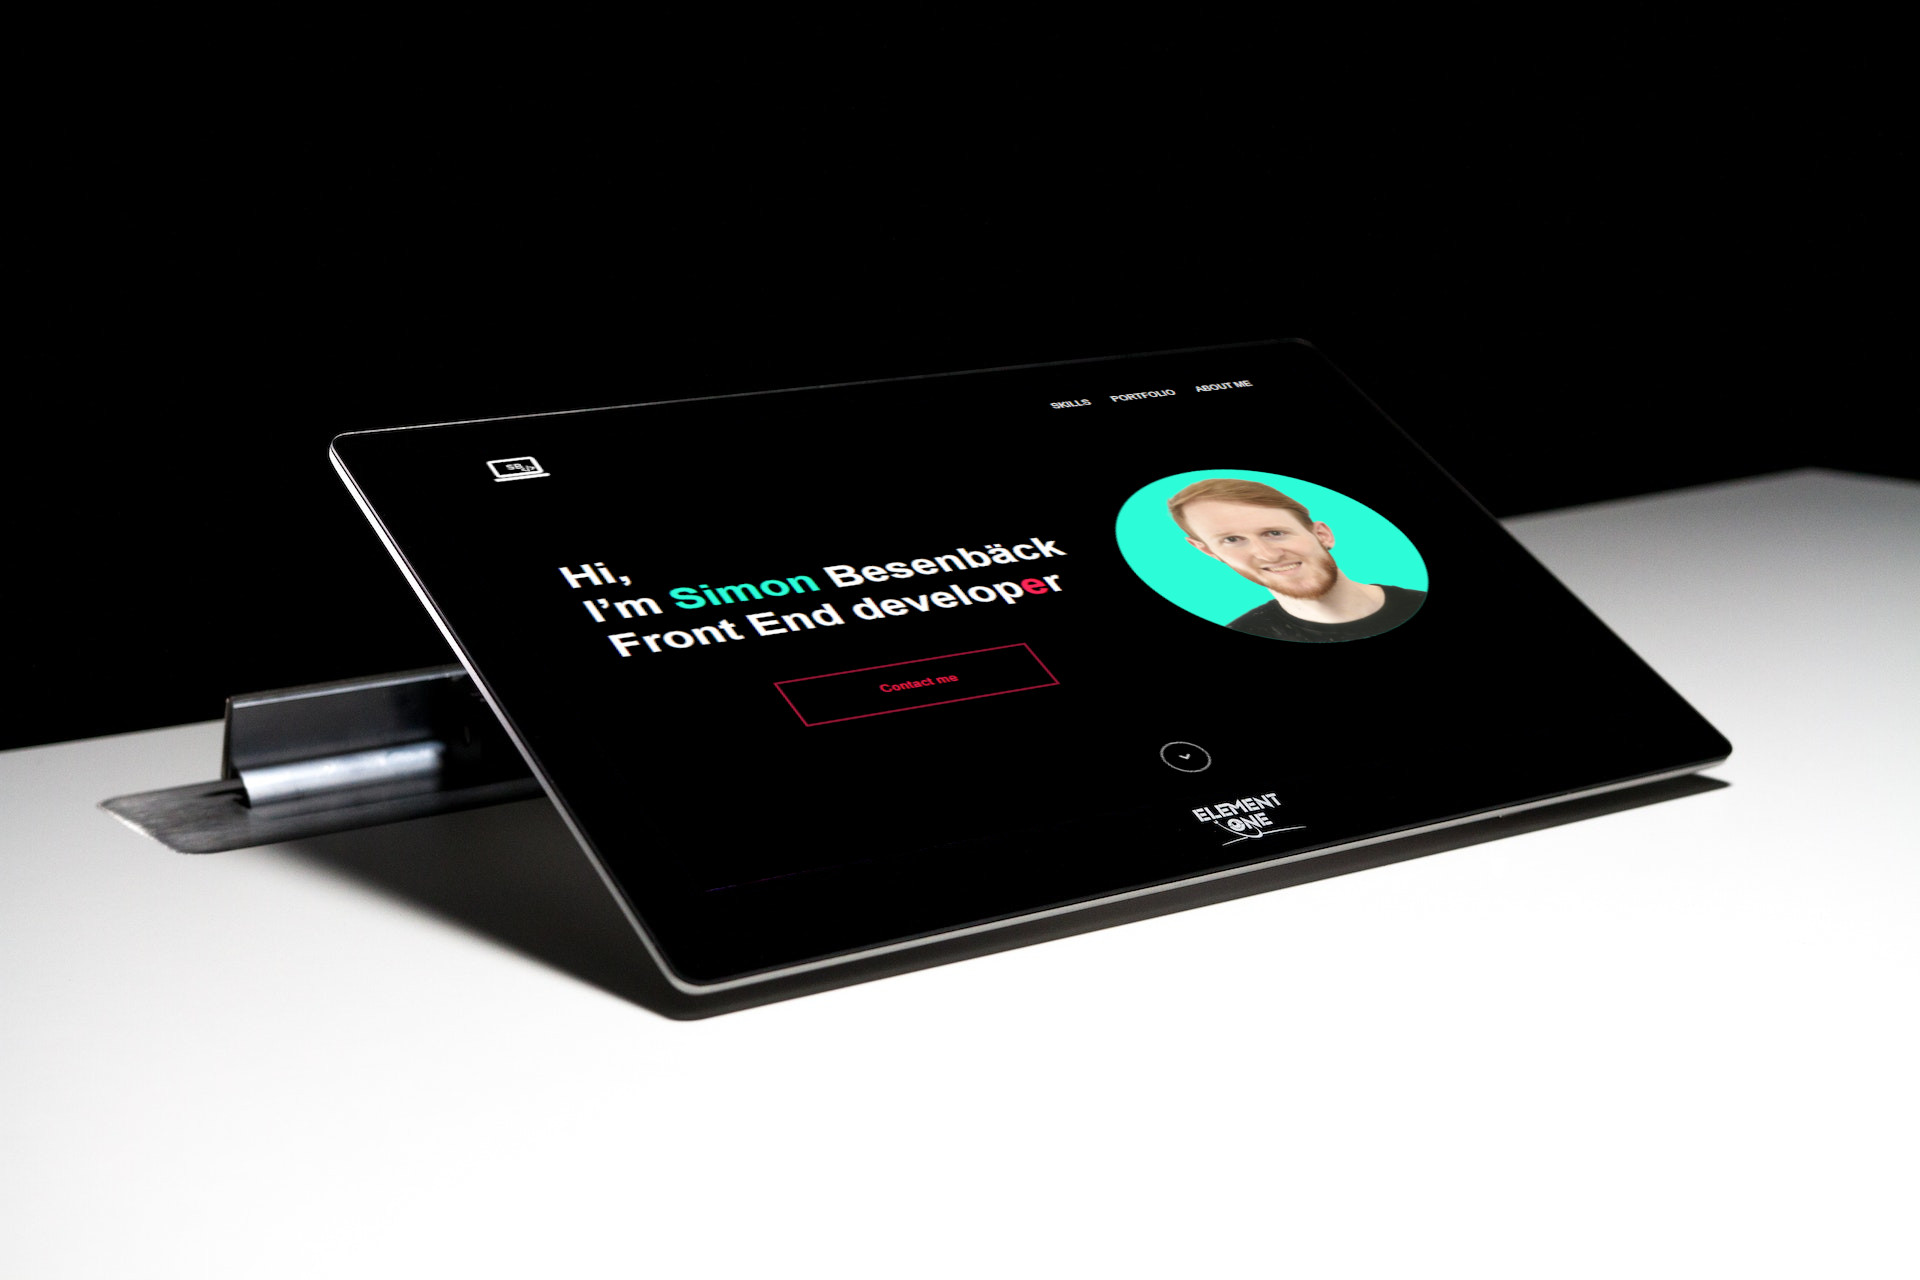 SKILLS PORTFOLIO ABOUT ME
SB
Hi,
I’m Simon Besenbäck
Front End developer
Contact me
ELEMENT
ONE